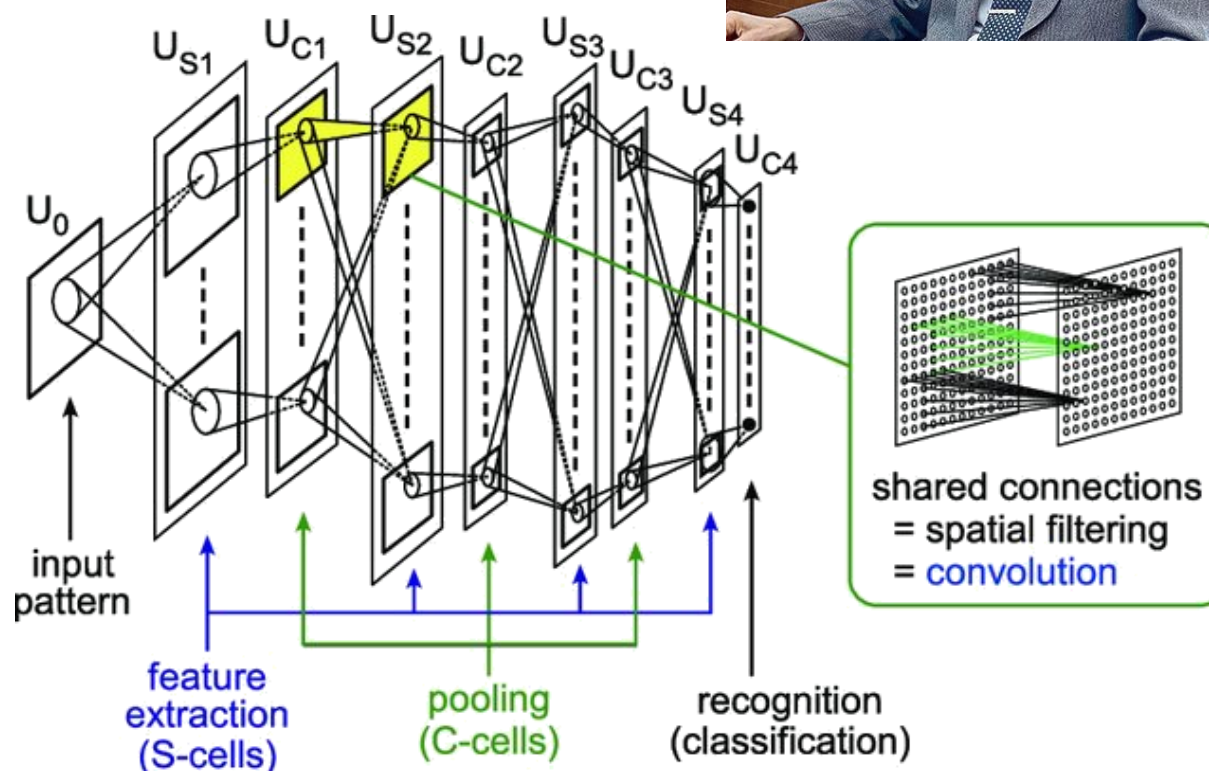 U_S1
U_C1
U_S2
U_C2
U_S3
U_C3
U_S4
U_C4
U_0
input
pattern
feature
extraction
(S-cells)
pooling
(C-cells)
recognition
(classification)
shared connections
= spatial filtering
= convolution